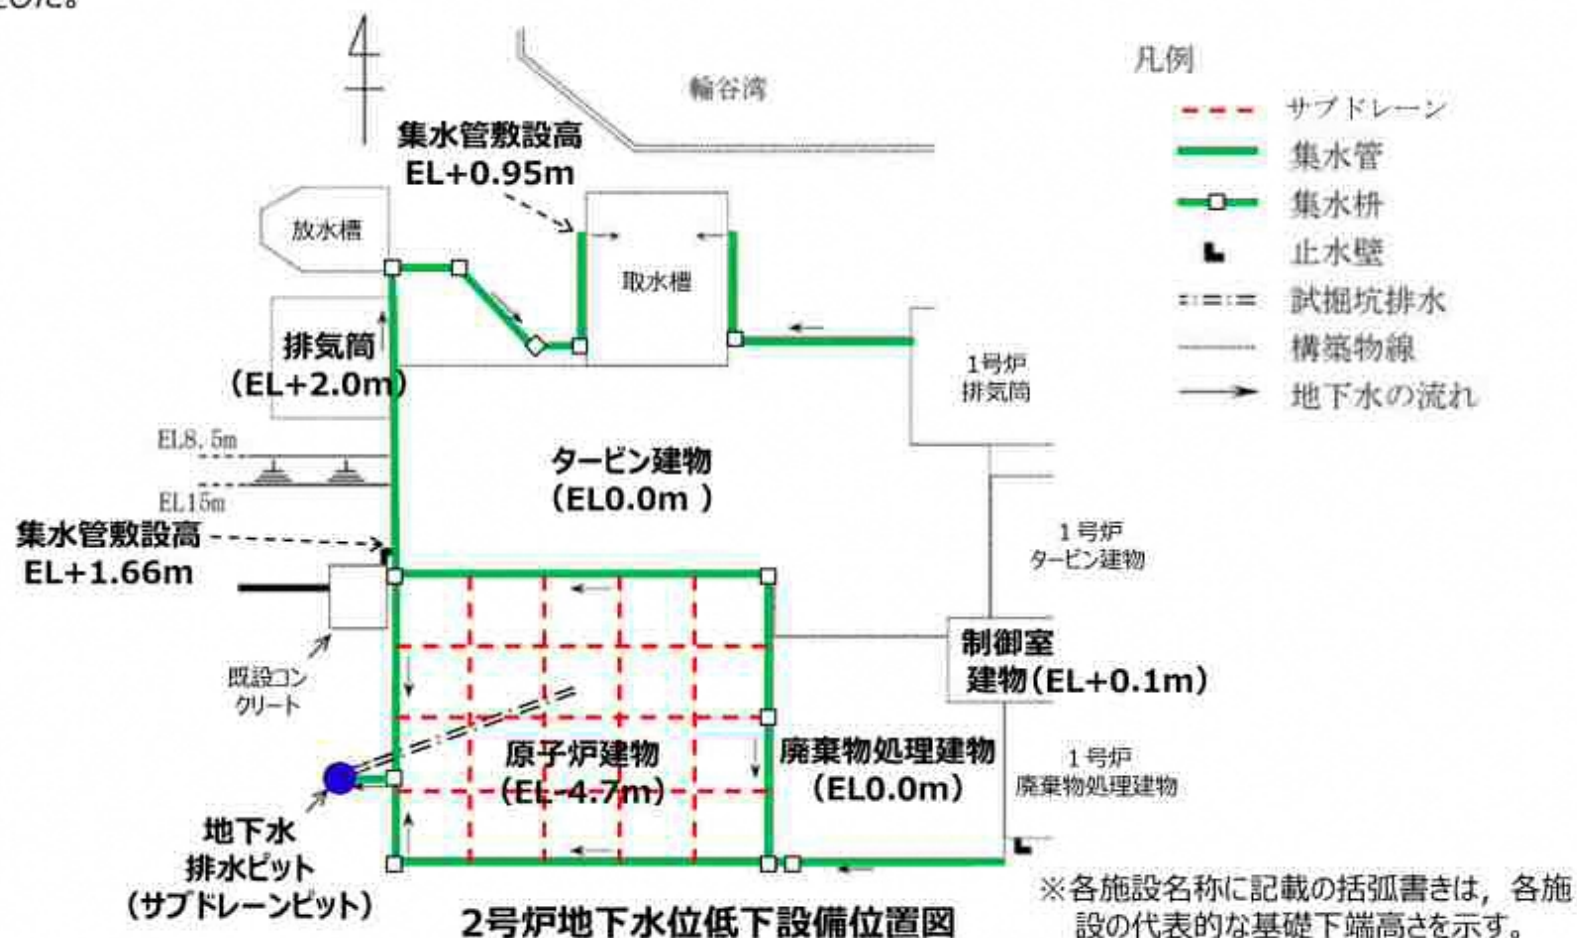 凡例
サブドレーン
集水管
集水枡
止水壁
試掘坑排水
構築物線
地下水の流れ
輪谷湾
集水管敷設高
EL+0.95m
放水槽
取水槽
排気筒
（EL+2.0m）
1号炉
排気筒
EL8.5m
EL15m
タービン建物
（EL0.0m ）
集水管敷設高
EL+1.66m
1号炉
タービン建物
既設コン
クリート
制御室
建物（EL+0.1m）
原子炉建物
（EL-4.7m）
廃棄物処理建物
（EL0.0m）
1号炉
廃棄物処理建物
地下水
排水ピット
（サブドレーンピット）
2号炉地下水位低下設備位置図
※各施設名称に記載の括弧書きは，各施
設の代表的な基礎下端高さを示す。